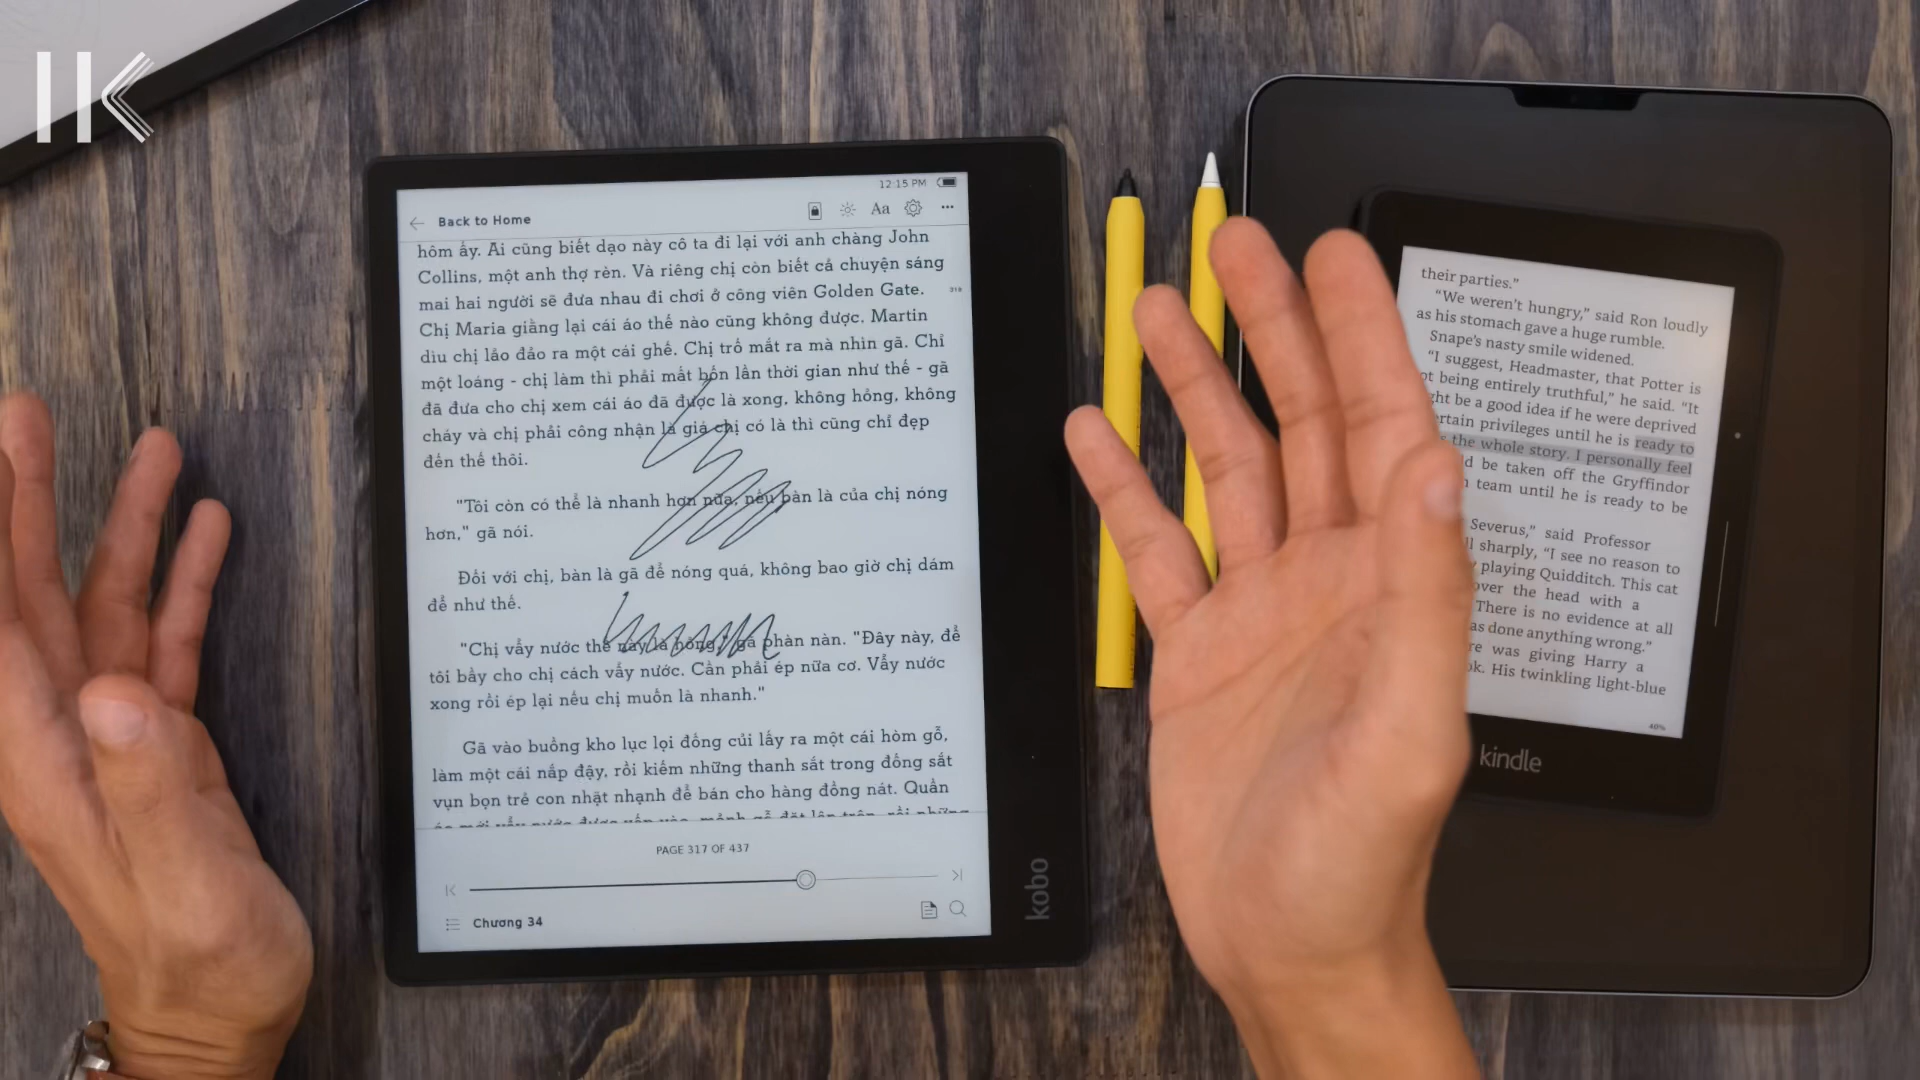 12:15 PM
Back to Home
Aa
hôm ấy. Ai cũng biết dạo này cô ta đi lại với anh chàng John
Collins, một anh thợ rèn. Và riêng chị còn biết cả chuyện sáng
mai hai người sẽ đưa nhau đi chơi ở công viên Golden Gate.
318
Chị Maria giằng lại cái áo thế nào cũng không được. Martin
dìu chị lảo đảo ra một cái ghế. Chị trố mắt ra mà nhìn gã. Chỉ
một loáng - chị làm thì phải mất bốn lần thời gian như thế - gã
đã đưa cho chị xem cái áo đã được là xong, không hỏng, không
cháy và chị phải công nhận là giá chị có là thì cũng chỉ đẹp
đến thế thôi.
"Tôi còn có thể là nhanh hơn nữa, nếu bàn là của chị nóng
hơn," gã nói.
Đối với chị, bàn là gã để nóng quá, không bao giờ chị dám
để như thế.
"Chị vẩy nước thế này là hỏng," gã phàn nàn. "Đây này, để
tôi bầy cho chị cách vẩy nước. Cần phải ép nữa cơ. Vẩy nước
xong rồi ép lại nếu chị muốn là nhanh."
Gã vào buồng kho lục lọi đống củi lấy ra một cái hòm gỗ,
làm một cái nắp đậy, rồi kiếm những thanh sắt trong đống sắt
vụn bọn trẻ con nhặt nhạnh để bán cho hàng đồng nát. Quần
PAGE 317 OF 437
Chương 34
kobo
their parties."
"We weren't hungry," said Ron loudly
as his stomach gave a huge rumble.
Snape's nasty smile widened.
"I suggest, Headmaster, that Potter is
being entirely truthful," he said. "It
be a good idea if he were deprived
privileges until he is ready to
the whole story. I personally feel
be taken off the Gryffindor
team until he is ready to be
Severus," said Professor
sharply, "I see no reason to
playing Quidditch. This cat
over the head with a
There is no evidence at all
done anything wrong."
was giving Harry a
His twinkling light-blue
40%
kindle